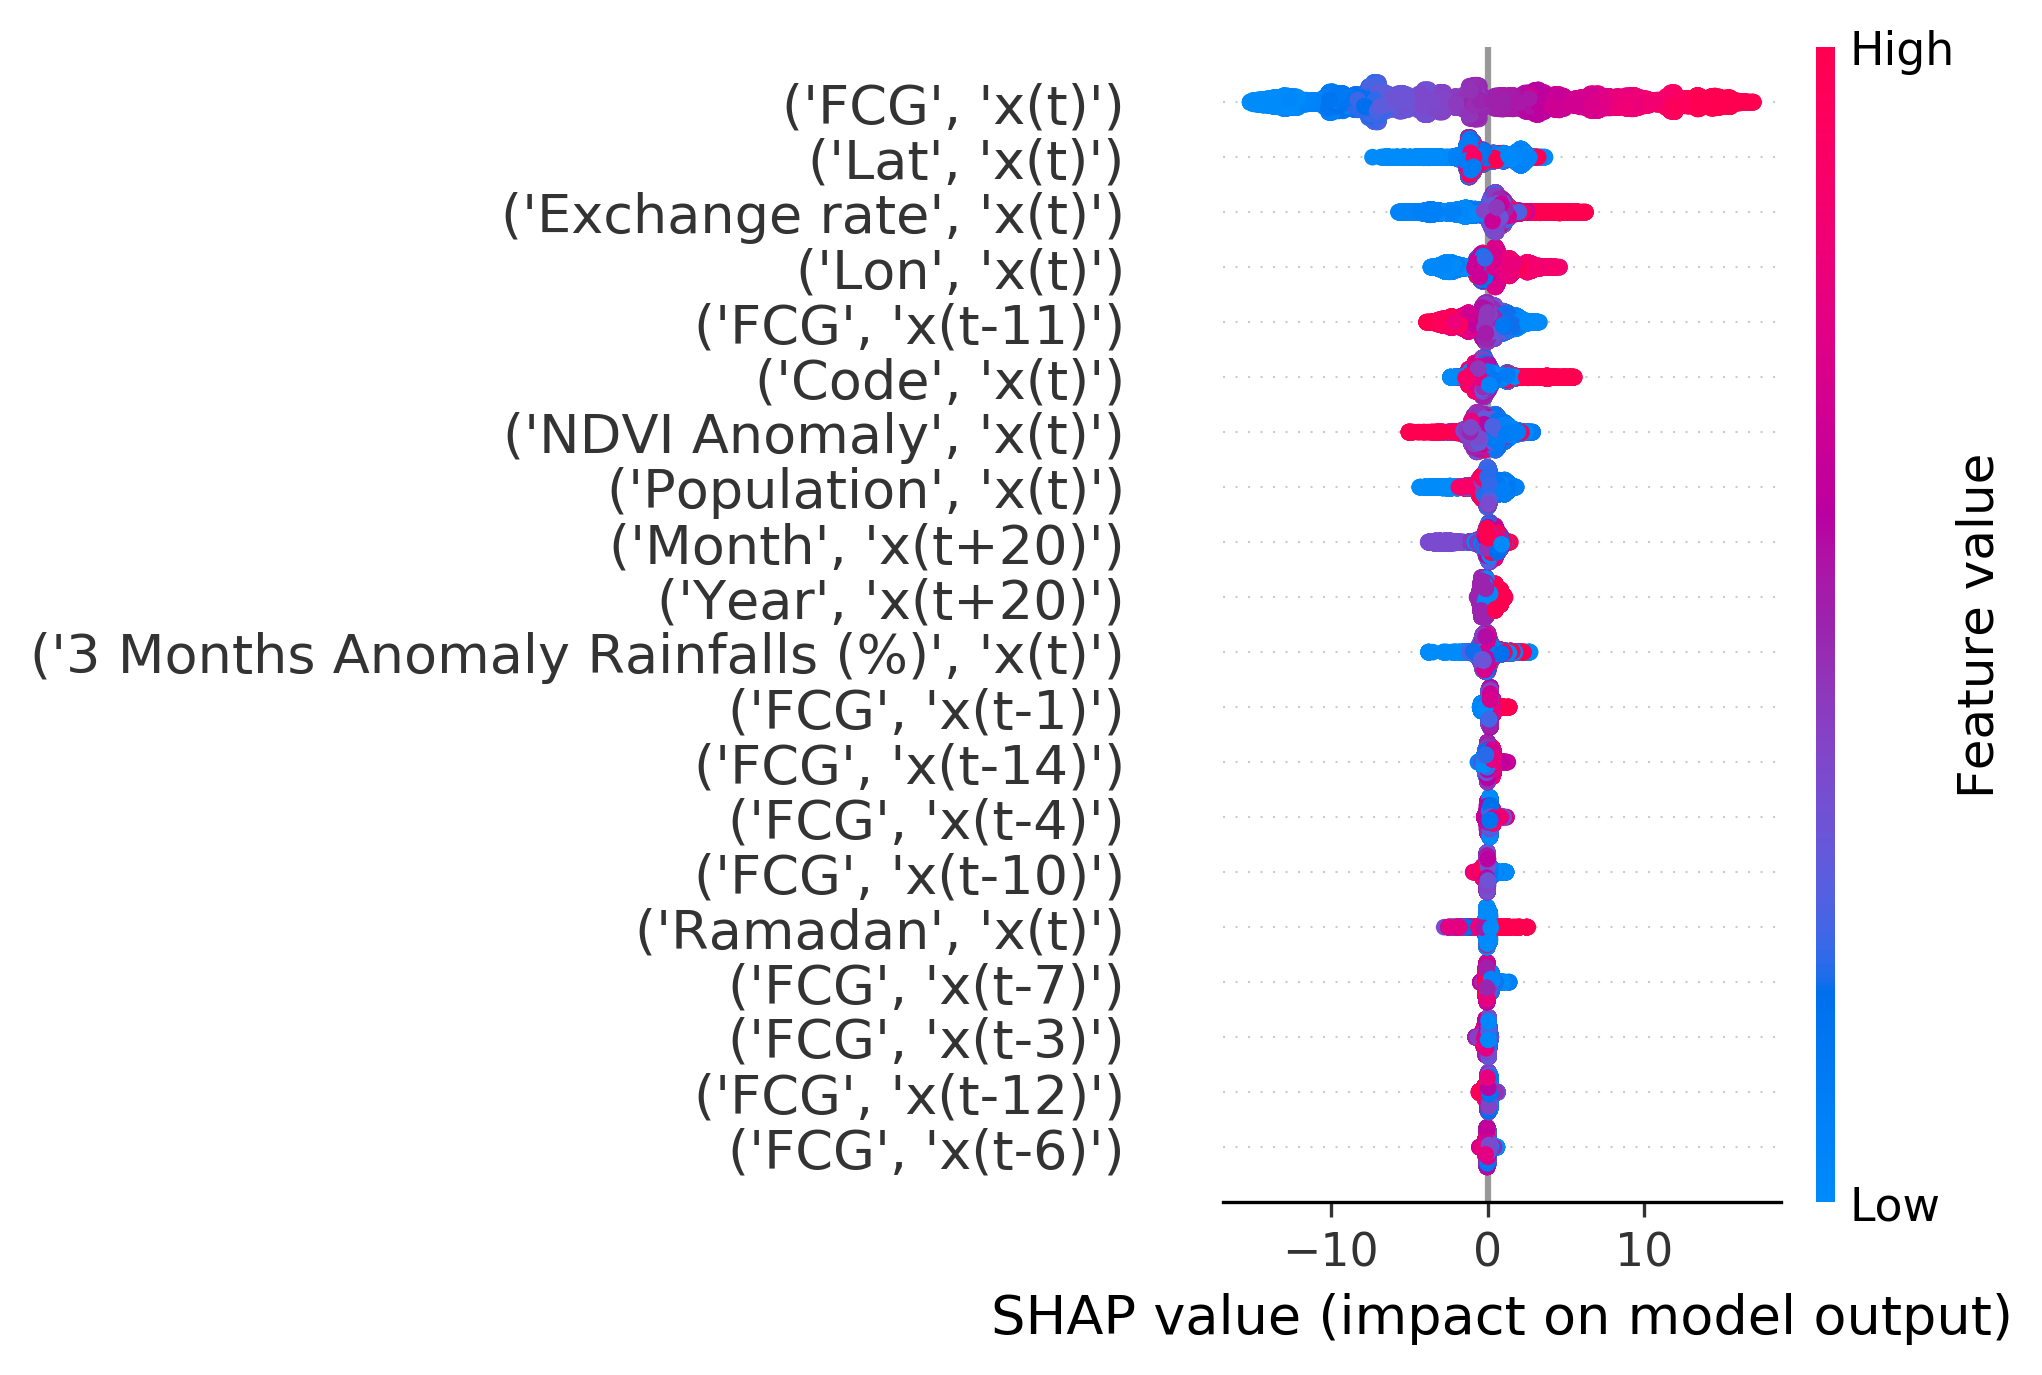 High
('FCG', 'x(t)')
('Lat', 'x(t)')
('Exchange rate', 'x(t)')
('Lon', 'x(t)')
('FCG', 'x(t-11)')
('Code', 'x(t)')
('NDVI Anomaly', 'x(t)')
('Population', 'x(t)')
('Month', 'x(t+20)')
('Year', 'x(t+20)')
('3 Months Anomaly Rainfalls (%)', 'x(t)')
('FCG', 'x(t-1)')
('FCG', 'x(t-14)')
('FCG', 'x(t-4)')
('FCG', 'x(t-10)')
('Ramadan', 'x(t)')
('FCG', 'x(t-7)')
('FCG', 'x(t-3)')
('FCG', 'x(t-12)')
('FCG', 'x(t-6)')
Feature value
Low
−10 0 10
SHAP value (impact on model output)